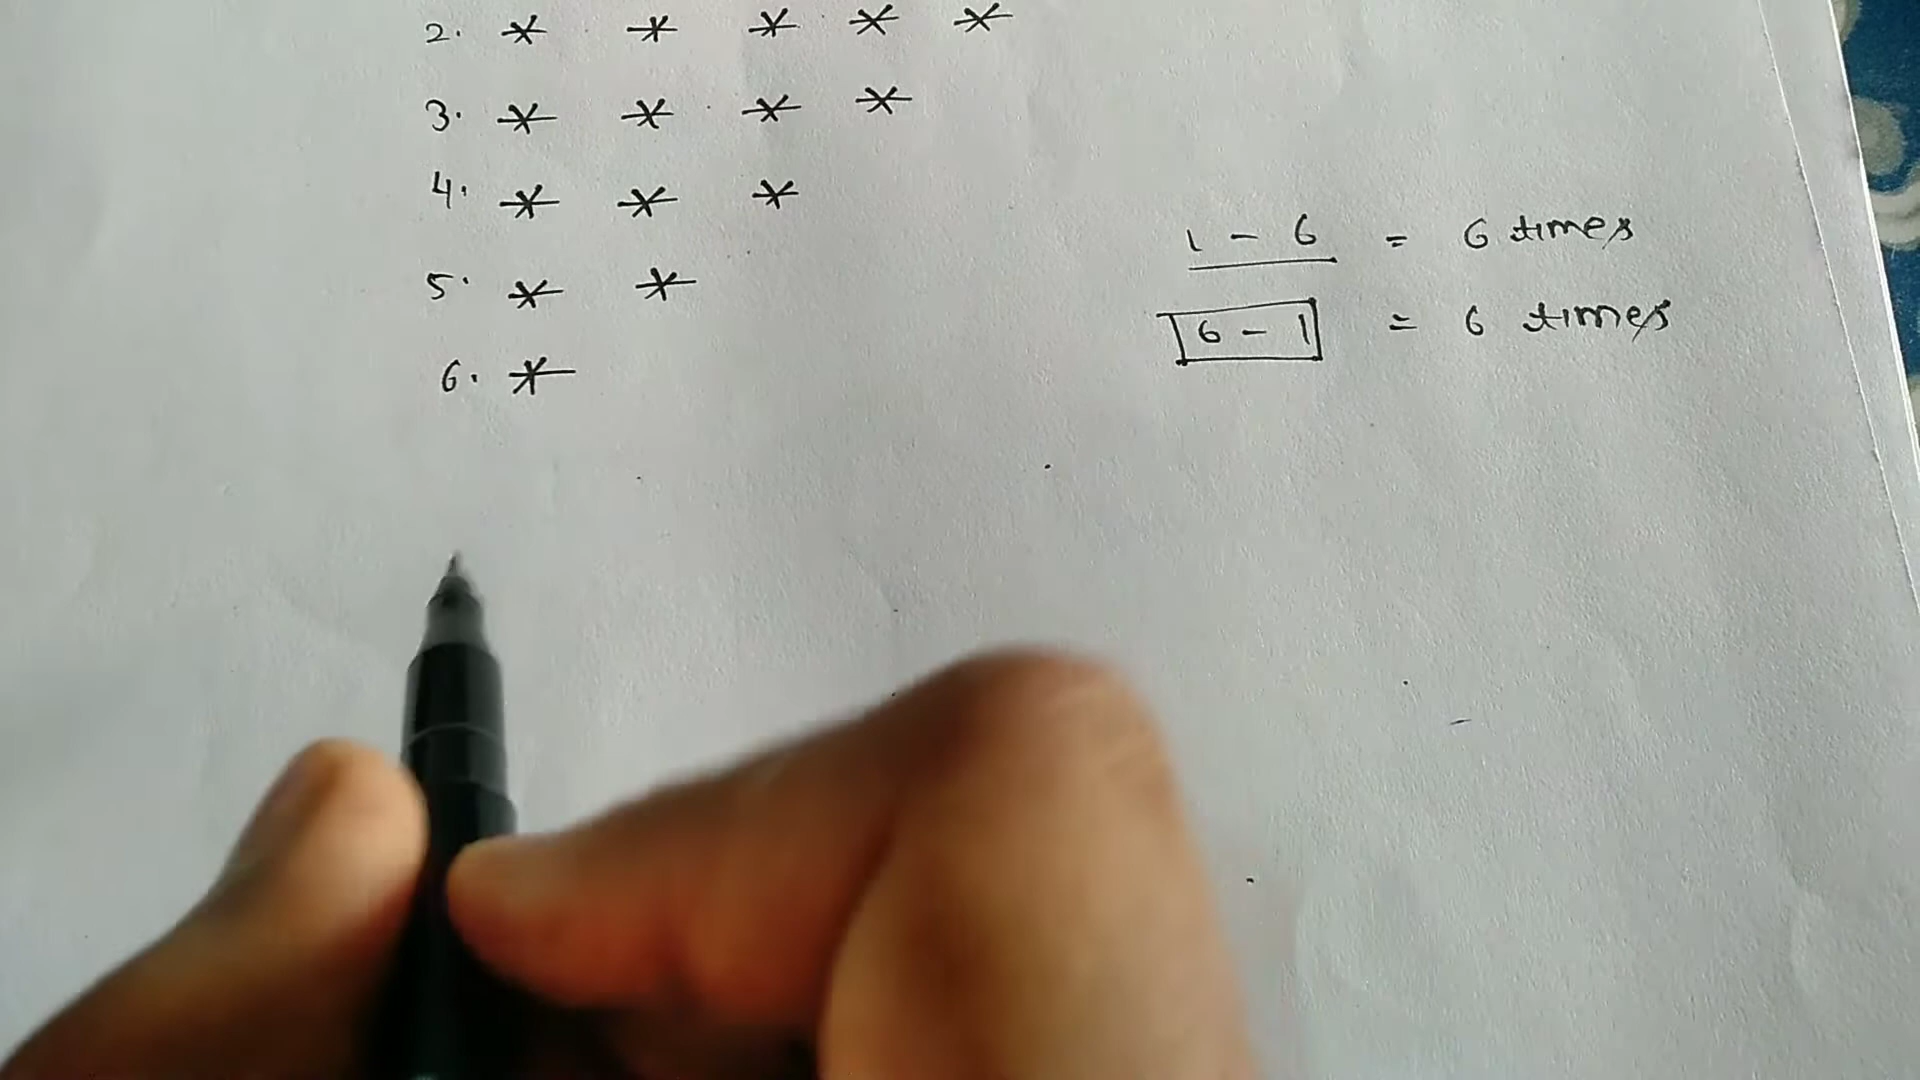 2. * * * * *
3. * * * *
4. * * *
5. * *
6. *
1 - 6 = 6 times
6 - 1 = 6 times